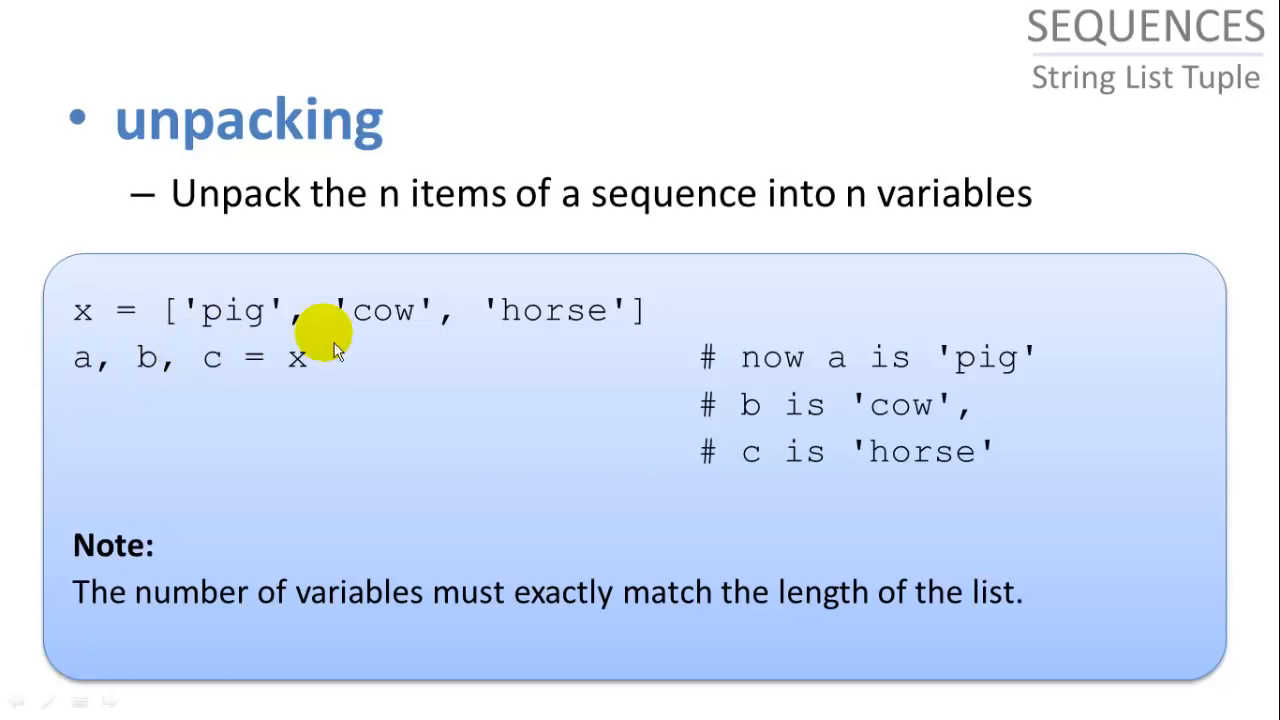 SEQUENCES
String List Tuple
• unpacking
– Unpack the n items of a sequence into n variables
x = ['pig', 'cow', 'horse']
a, b, c = x # now a is 'pig'
# b is 'cow',
# c is 'horse'
Note:
The number of variables must exactly match the length of the list.